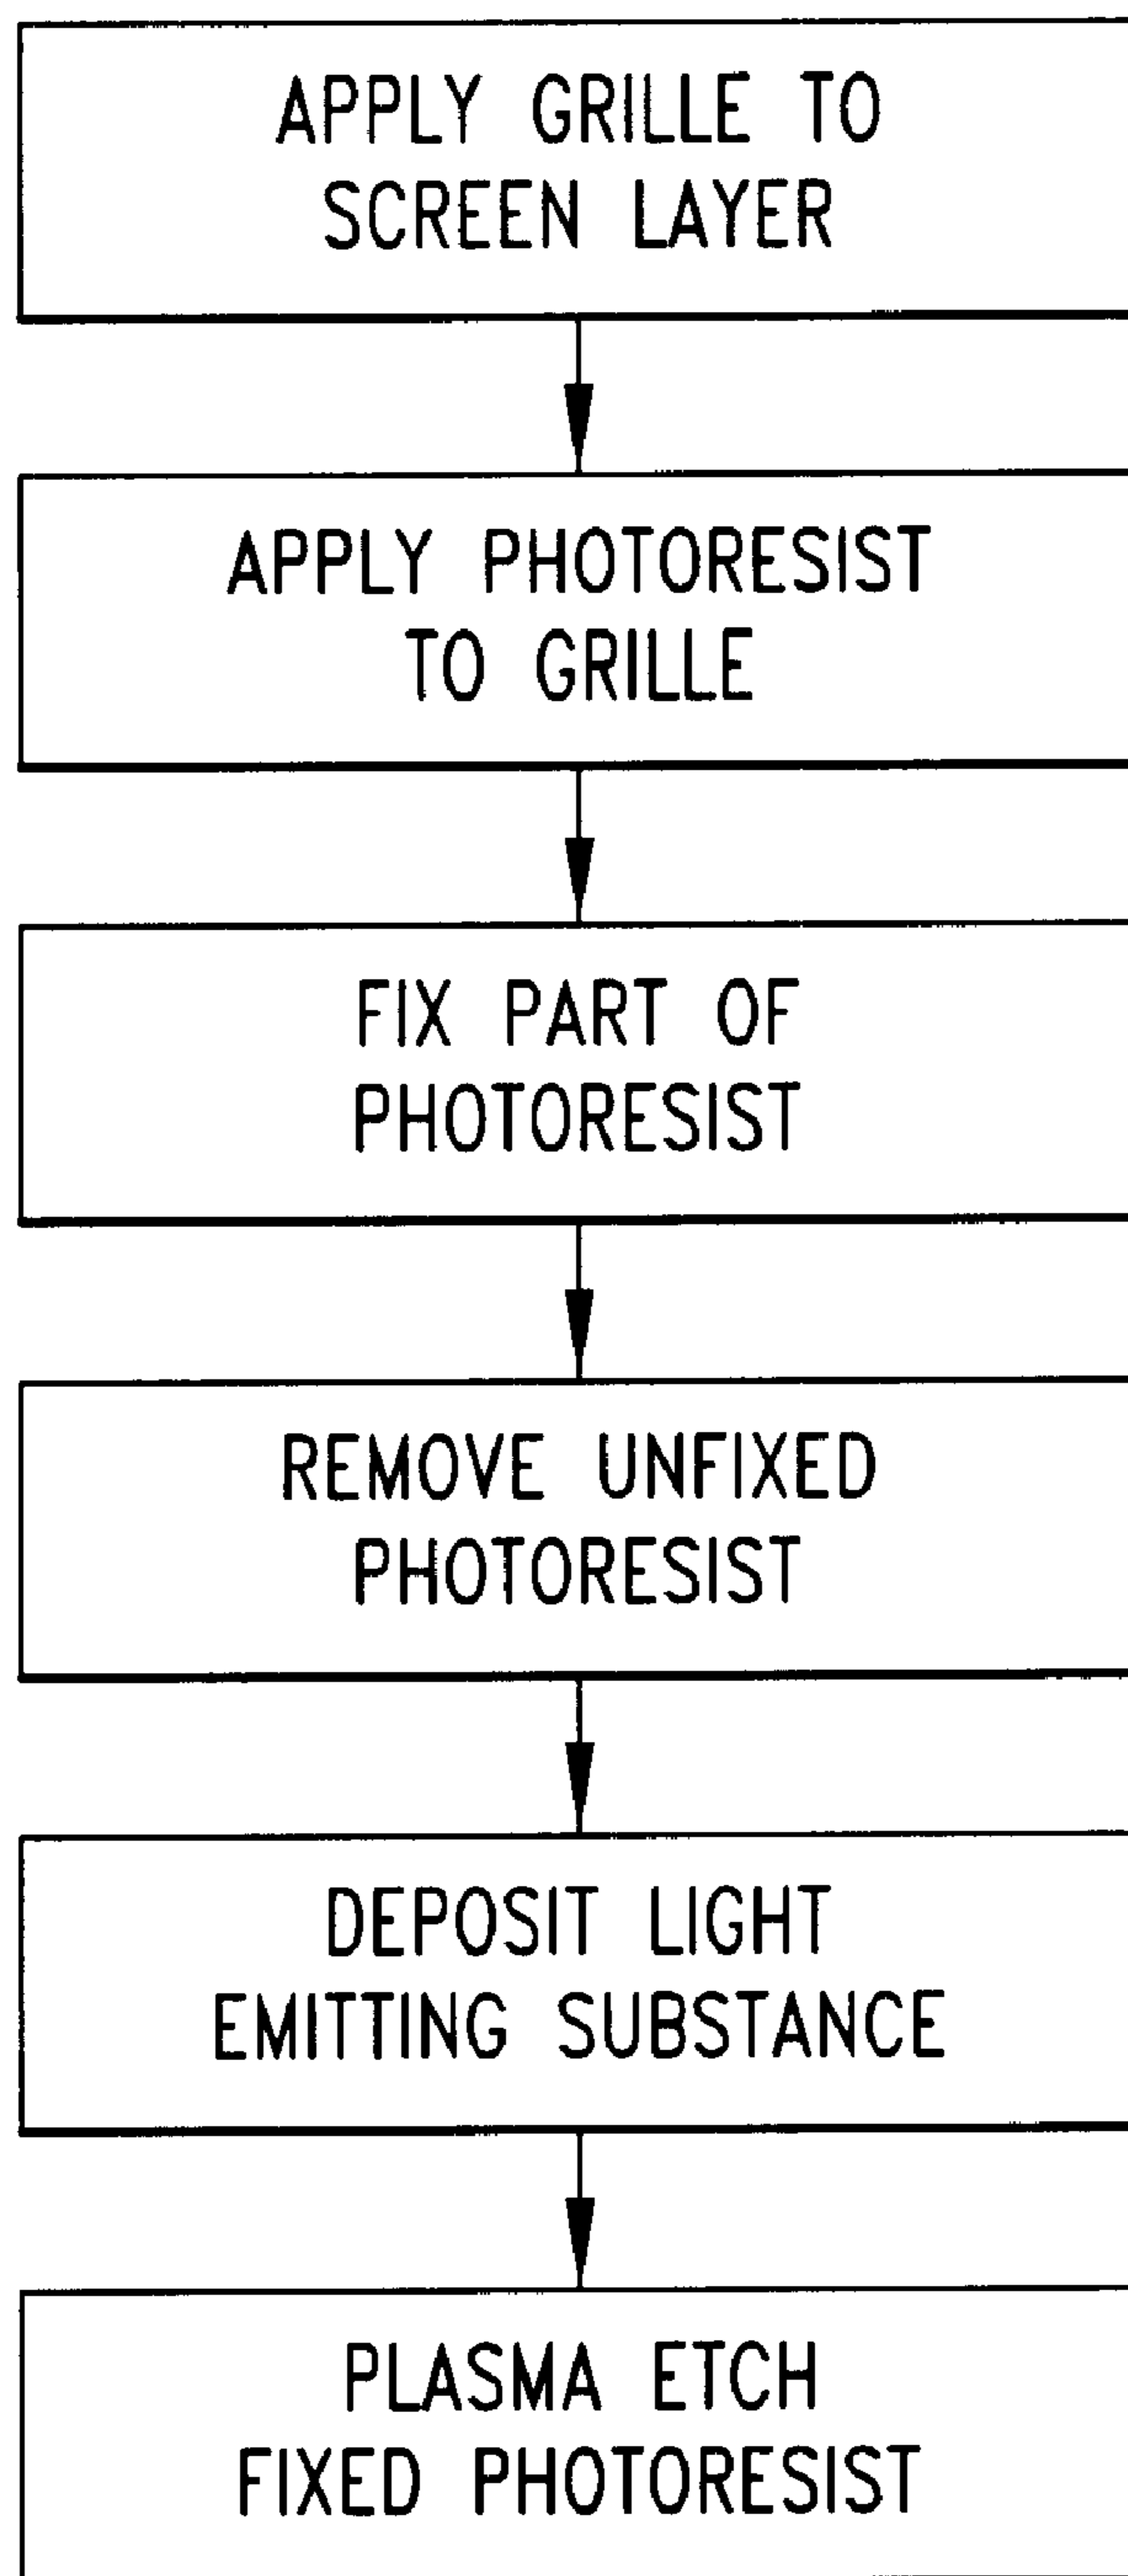 APPLY GRILLE TO
SCREEN LAYER
APPLY PHOTORESIST
TO GRILLE
FIX PART OF
PHOTORESIST
REMOVE UNFIXED
PHOTORESIST
DEPOSIT LIGHT
EMITTING SUBSTANCE
PLASMA ETCH
FIXED PHOTORESIST